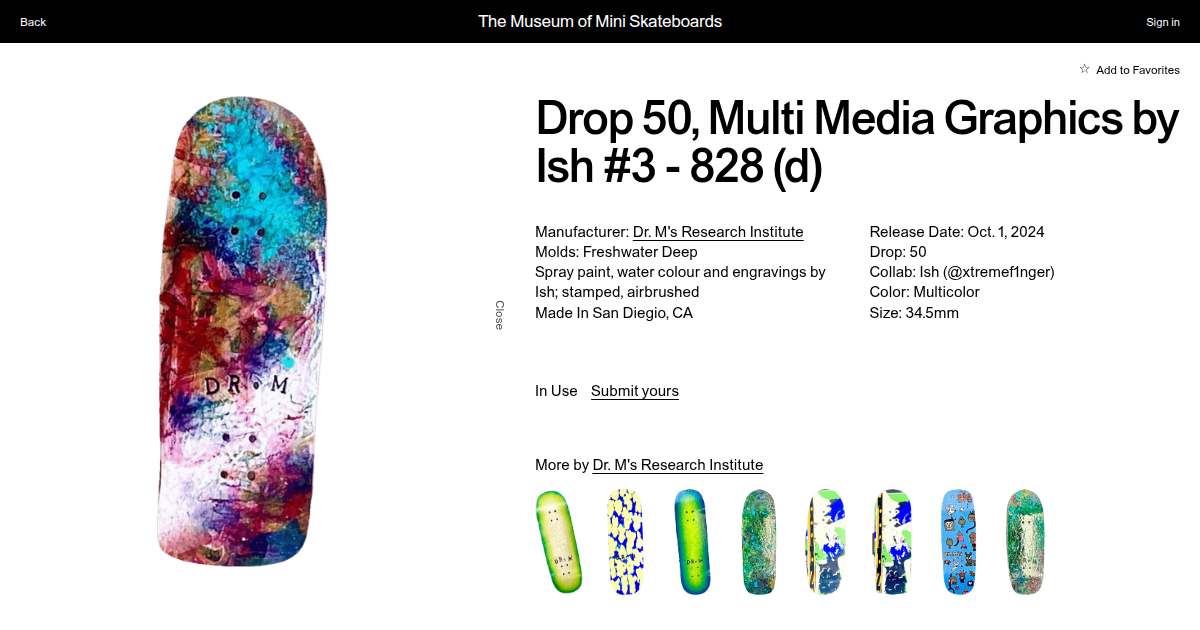 Back
The Museum of Mini Skateboards
Sign in
☆ Add to Favorites
Drop 50, Multi Media Graphics by
Ish #3 - 828 (d)
Manufacturer: Dr. M's Research Institute
Molds: Freshwater Deep
Spray paint, water colour and engravings by
Ish; stamped, airbrushed
Made In San Diegio, CA
Release Date: Oct. 1, 2024
Drop: 50
Collab: Ish (@xtremef1nger)
Color: Multicolor
Size: 34.5mm
Close
DR•M
In Use Submit yours
More by Dr. M's Research Institute